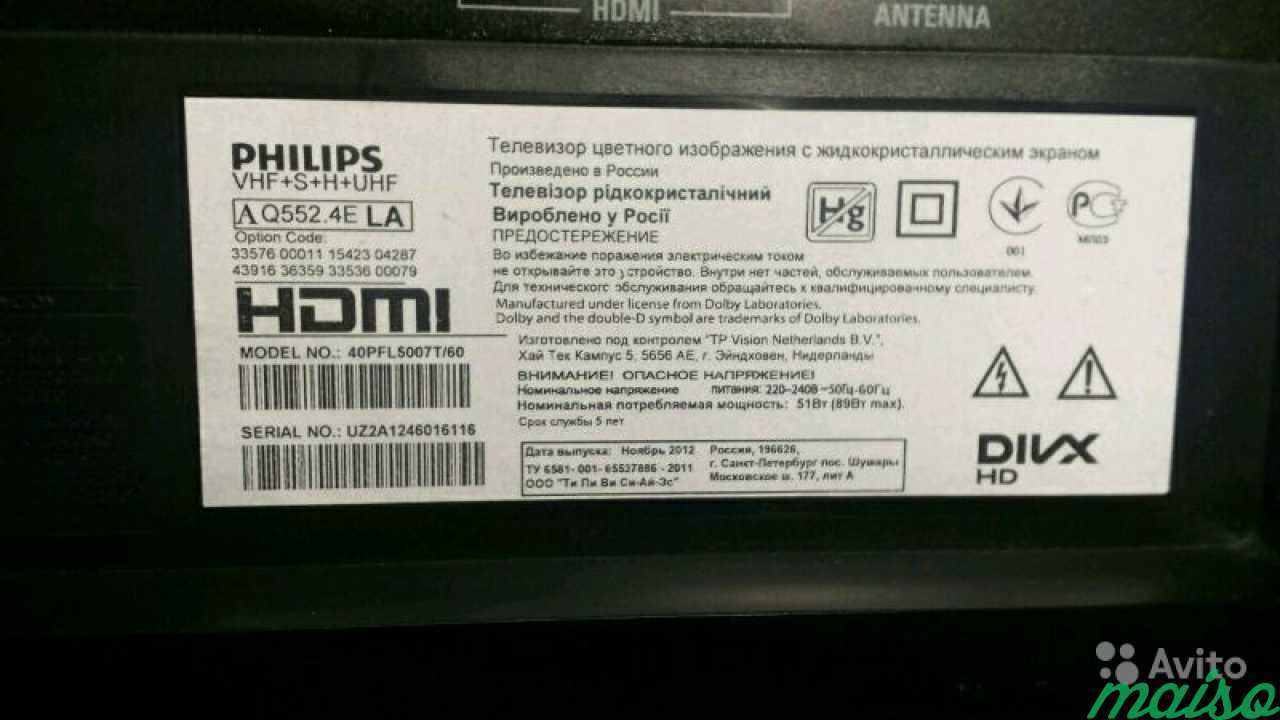 HDMI
ANTENNA
PHILIPS
VHF+S+H+UHF
Q552.4E LA
Option Code:
33576 00011 15423 04287
43916 36359 33536 00079
HDMI
MODEL NO.: 40PFL5007T/60
SERIAL NO.: UZ2A1246016116
Телевизор цветного изображения с жидкокристаллическим экраном
Произведено в России
Телевізор рідкокристалічний
Вироблено у Росії
ПРЕДОСТЕРЕЖЕНИЕ
Во избежание поражения электрическим током
не открывайте это устройство. Внутри нет частей, обслуживаемых пользователем.
Для технического обслуживания обращайтесь к квалифицированному специалисту.
Manufactured under license from Dolby Laboratories.
Dolby and the double-D symbol are trademarks of Dolby Laboratories.
Изготовлено под контролем "TP Vision Netherlands B.V.",
Хай Тек Кампус 5, 5656 AE, г. Эйндховен, Нидерланды
ВНИМАНИЕ! ОПАСНОЕ НАПРЯЖЕНИЕ!
Номинальное напряжение питания: 220-240В ~50Гц-60Гц
Номинальная потребляемая мощность: 51Вт (89Вт max).
Срок службы 5 лет
Дата выпуска: Ноябрь 2012
ТУ 6581-001-65537886-2011
ООО "Ти Пи Ви Си-Ай-Эс"
Россия, 196626,
г. Санкт-Петербург пос. Шушары
Московское ш. 177, лит А
Hg
001
РС
DIVX
HD
Avito
maiso